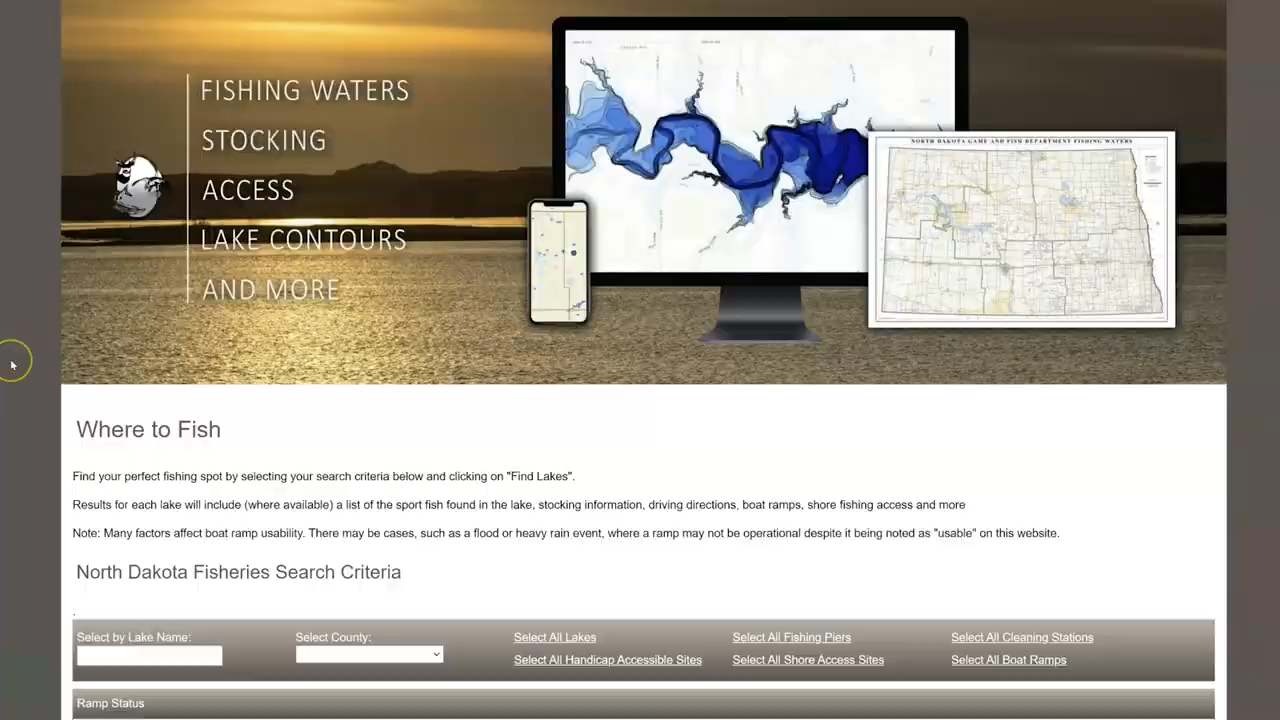 FISHING WATERS
STOCKING
ACCESS
LAKE CONTOURS
AND MORE
NORTH DAKOTA GAME AND FISH DEPARTMENT FISHING WATERS
Where to Fish
Find your perfect fishing spot by selecting your search criteria below and clicking on "Find Lakes".
Results for each lake will include (where available) a list of the sport fish found in the lake, stocking information, driving directions, boat ramps, shore fishing access and more
Note: Many factors affect boat ramp usability. There may be cases, such as a flood or heavy rain event, where a ramp may not be operational despite it being noted as "usable" on this website.
North Dakota Fisheries Search Criteria
.
Select by Lake Name: Select County: Select All Lakes Select All Fishing Piers Select All Cleaning Stations
Select All Handicap Accessible Sites Select All Shore Access Sites Select All Boat Ramps
Ramp Status